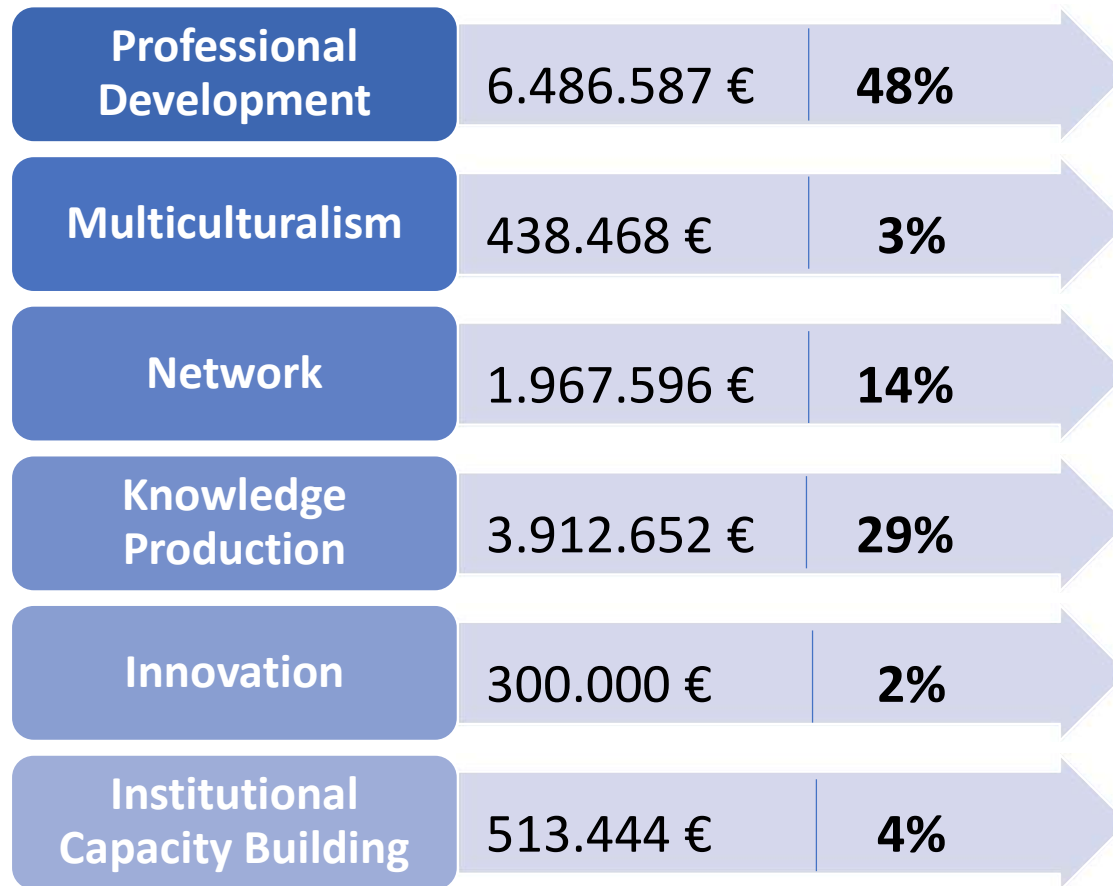 Professional
Development
6.486.587 € 48%
Multiculturalism
438.468 € 3%
Network
1.967.596 € 14%
Knowledge
Production
3.912.652 € 29%
Innovation
300.000 € 2%
Institutional
Capacity Building
513.444 € 4%